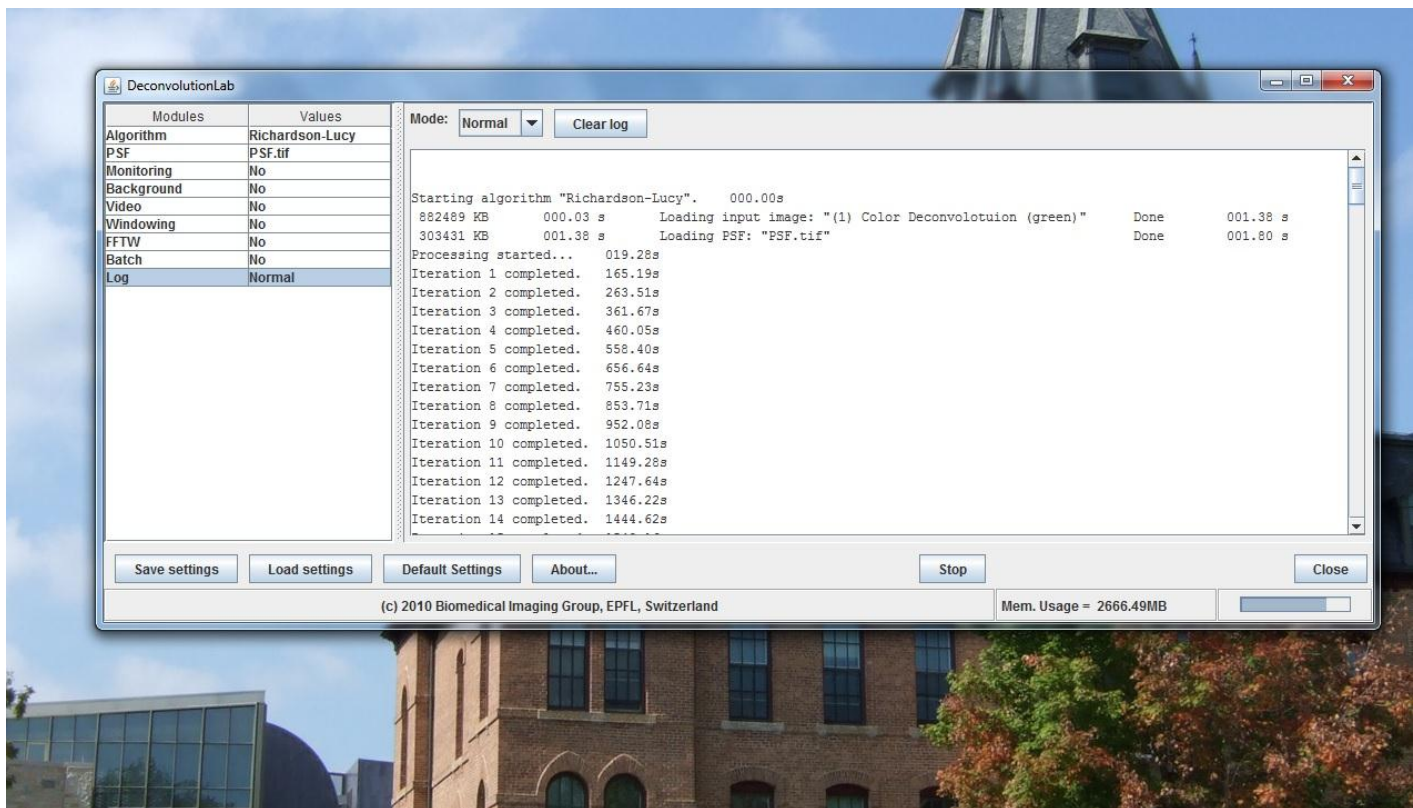 DeconvolutionLab
Modules Values
Algorithm Richardson-Lucy
PSF PSF.tif
Monitoring No
Background No
Video No
Windowing No
FFTW No
Batch No
Log Normal
Mode: Normal Clear log
Starting algorithm "Richardson-Lucy". 000.00s
882489 KB 000.03 s Loading input image: "(1) Color Deconvolotuion (green)" Done 001.38 s
303431 KB 001.38 s Loading PSF: "PSF.tif" Done 001.80 s
Processing started... 019.28s
Iteration 1 completed. 165.19s
Iteration 2 completed. 263.51s
Iteration 3 completed. 361.67s
Iteration 4 completed. 460.05s
Iteration 5 completed. 558.40s
Iteration 6 completed. 656.64s
Iteration 7 completed. 755.23s
Iteration 8 completed. 853.71s
Iteration 9 completed. 952.08s
Iteration 10 completed. 1050.51s
Iteration 11 completed. 1149.28s
Iteration 12 completed. 1247.64s
Iteration 13 completed. 1346.22s
Iteration 14 completed. 1444.62s
Save settings Load settings Default Settings About... Stop Close
(c) 2010 Biomedical Imaging Group, EPFL, Switzerland Mem. Usage = 2666.49MB